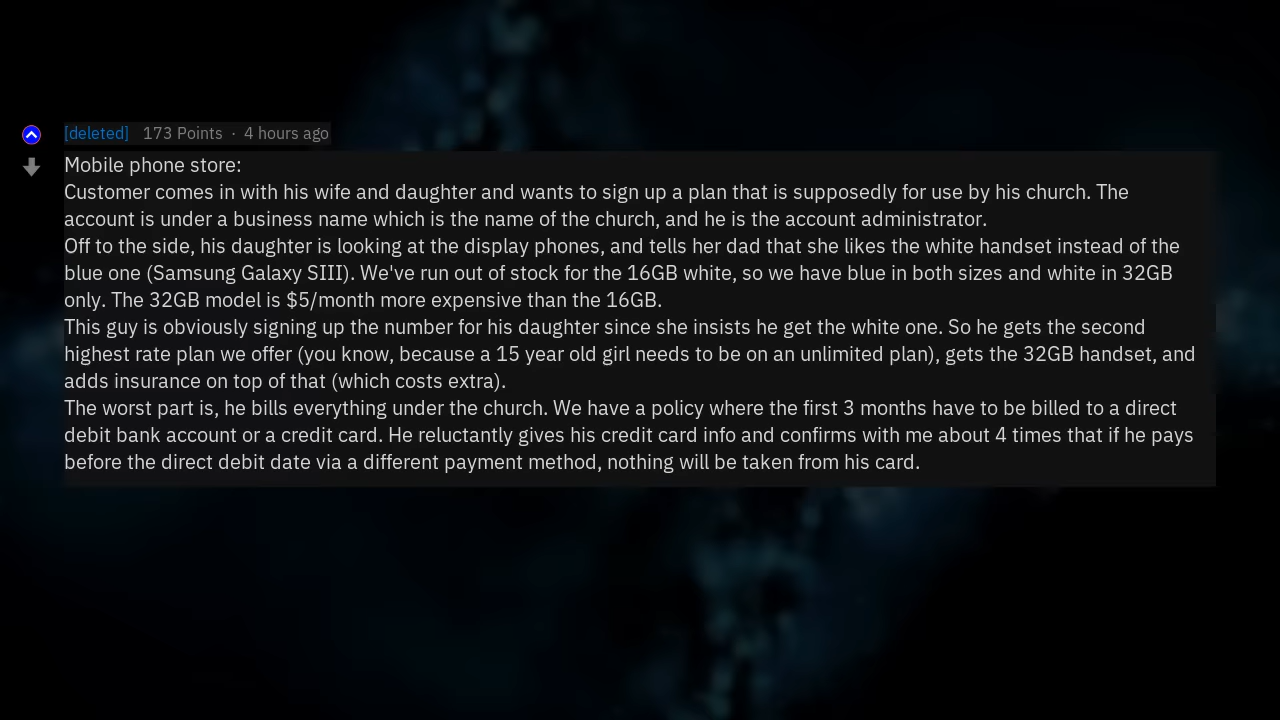 [deleted] 173 Points · 4 hours ago
Mobile phone store:
Customer comes in with his wife and daughter and wants to sign up a plan that is supposedly for use by his church. The
account is under a business name which is the name of the church, and he is the account administrator.
Off to the side, his daughter is looking at the display phones, and tells her dad that she likes the white handset instead of the
blue one (Samsung Galaxy SIII). We've run out of stock for the 16GB white, so we have blue in both sizes and white in 32GB
only. The 32GB model is $5/month more expensive than the 16GB.
This guy is obviously signing up the number for his daughter since she insists he get the white one. So he gets the second
highest rate plan we offer (you know, because a 15 year old girl needs to be on an unlimited plan), gets the 32GB handset, and
adds insurance on top of that (which costs extra).
The worst part is, he bills everything under the church. We have a policy where the first 3 months have to be billed to a direct
debit bank account or a credit card. He reluctantly gives his credit card info and confirms with me about 4 times that if he pays
before the direct debit date via a different payment method, nothing will be taken from his card.